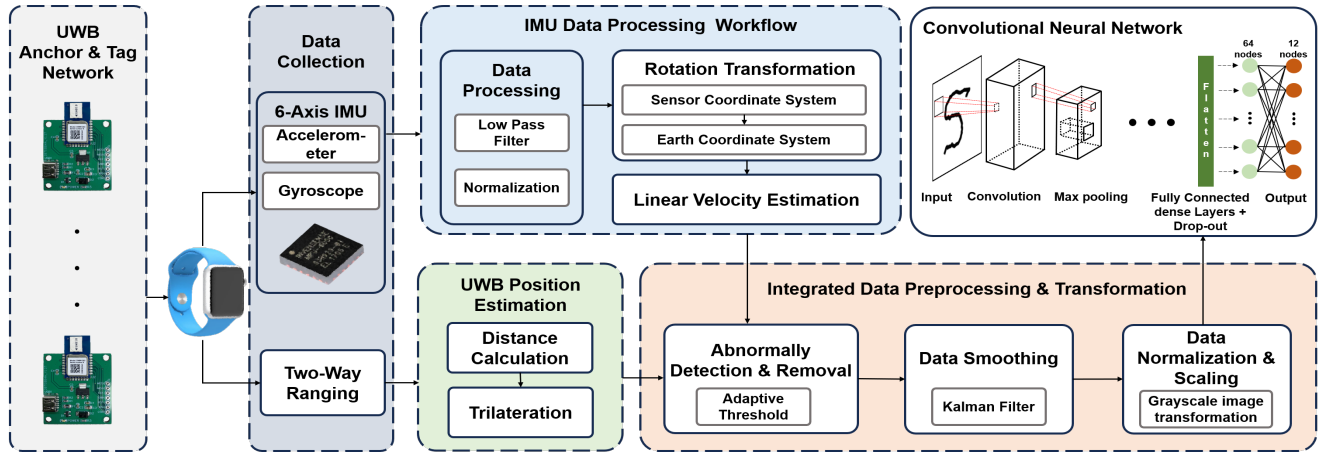 UWB
Anchor & Tag
Network
Data
Collection
6-Axis IMU
Accelerom-
eter
Gyroscope
Two-Way
Ranging
IMU Data Processing Workflow
Data
Processing
Low Pass
Filter
Normalization
Rotation Transformation
Sensor Coordinate System
Earth Coordinate System
Linear Velocity Estimation
UWB Position
Estimation
Distance
Calculation
Trilateration
Integrated Data Preprocessing & Transformation
Abnormally
Detection & Removal
Adaptive
Threshold
Data Smoothing
Kalman Filter
Data
Normalization &
Scaling
Grayscale image
transformation
Convolutional Neural Network
64
nodes
12
nodes
Flatten
Input
Convolution
Max pooling
Fully Connected
dense Layers +
Drop-out
Output